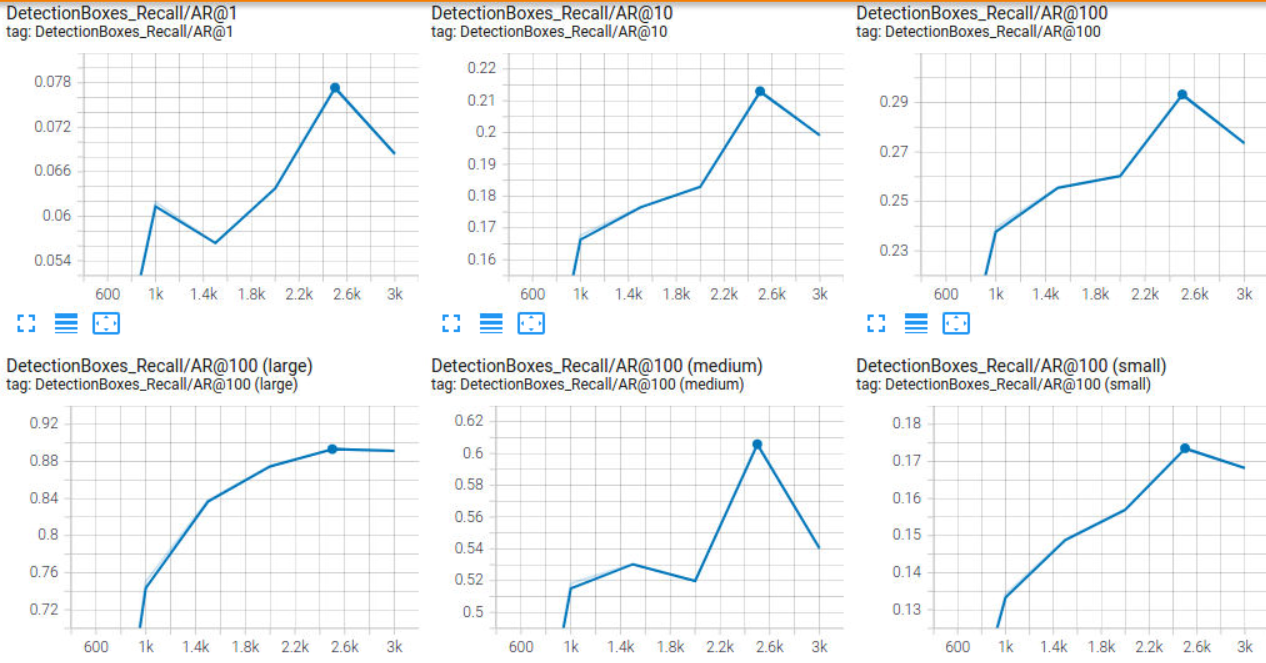 DetectionBoxes_Recall/AR@1
tag: DetectionBoxes_Recall/AR@1
0.078
0.072
0.066
0.06
0.054
600 1k 1.4k 1.8k 2.2k 2.6k 3k
DetectionBoxes_Recall/AR@10
tag: DetectionBoxes_Recall/AR@10
0.22
0.21
0.2
0.19
0.18
0.17
0.16
600 1k 1.4k 1.8k 2.2k 2.6k 3k
DetectionBoxes_Recall/AR@100
tag: DetectionBoxes_Recall/AR@100
0.29
0.27
0.25
0.23
600 1k 1.4k 1.8k 2.2k 2.6k 3k
DetectionBoxes_Recall/AR@100 (large)
tag: DetectionBoxes_Recall/AR@100 (large)
0.92
0.88
0.84
0.8
0.76
0.72
600 1k 1.4k 1.8k 2.2k 2.6k 3k
DetectionBoxes_Recall/AR@100 (medium)
tag: DetectionBoxes_Recall/AR@100 (medium)
0.62
0.6
0.58
0.56
0.54
0.52
0.5
600 1k 1.4k 1.8k 2.2k 2.6k 3k
DetectionBoxes_Recall/AR@100 (small)
tag: DetectionBoxes_Recall/AR@100 (small)
0.18
0.17
0.16
0.15
0.14
0.13
600 1k 1.4k 1.8k 2.2k 2.6k 3k